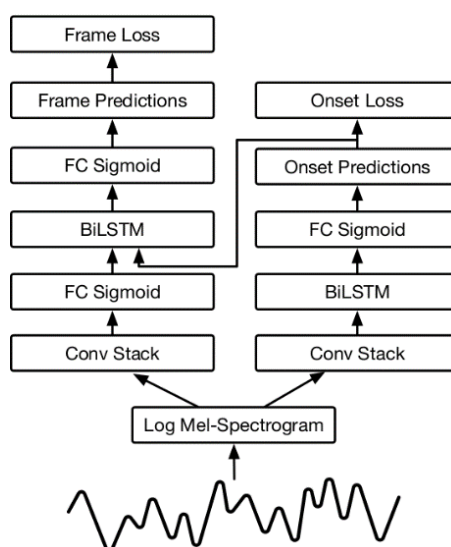 Frame Loss
Frame Predictions
Onset Loss
FC Sigmoid
Onset Predictions
BiLSTM
FC Sigmoid
FC Sigmoid
BiLSTM
Conv Stack
Conv Stack
Log Mel-Spectrogram